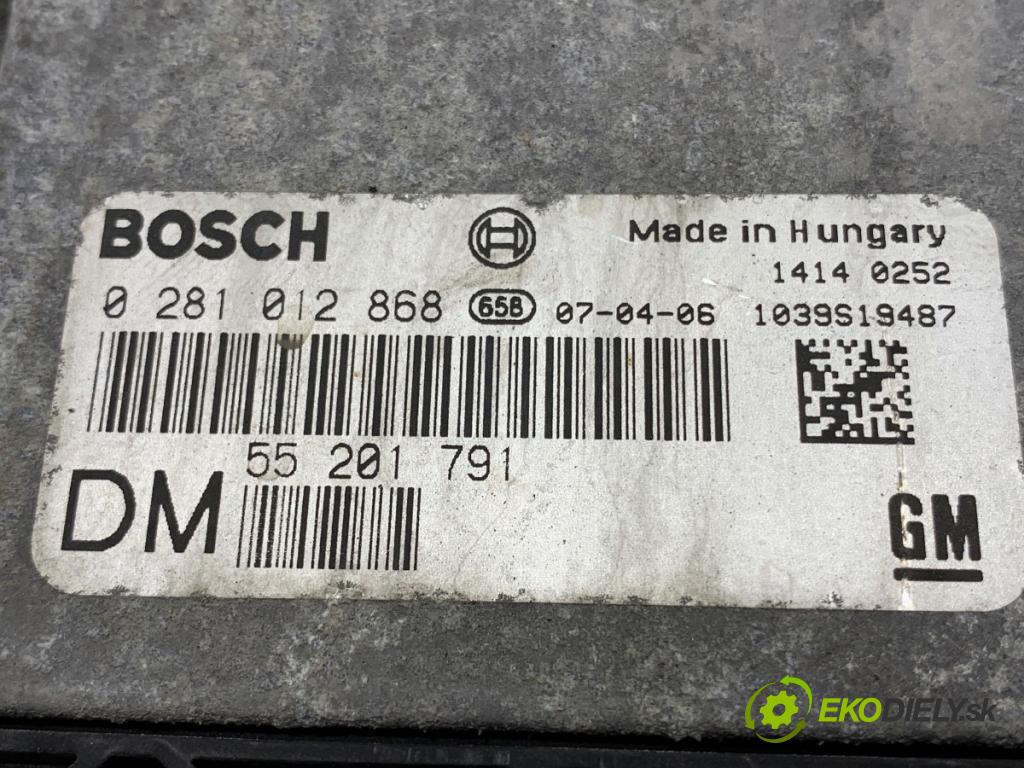 BOSCH
Made in Hungary
1414 0252
0 281 012 868 658 07-04-06 1039S19487
55 201 791
DM
GM
EKODIELY.sk